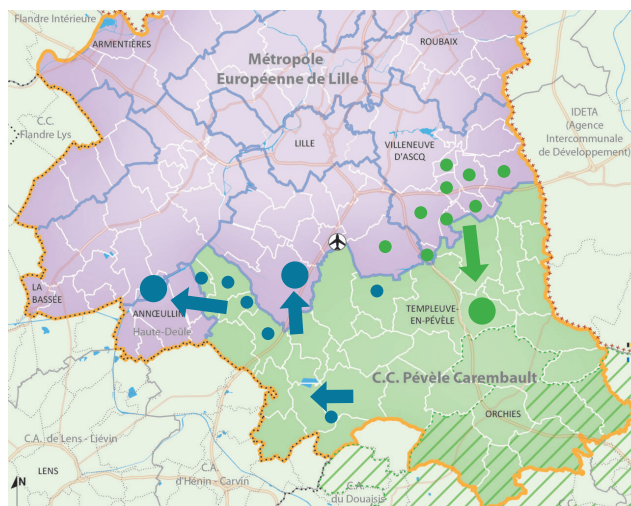 Flandre Intérieure
ARMENTIÈRES
Métropole
Européenne de Lille
ROUBAIX
C.C.
Flandre Lys
IDETA
(Agence
Intercommunale
de Développement)
LILLE
VILLENEUVE
D'ASCQ
LA
BASSÉE
ANNŒULLIN
Haute-Deûle
TEMPLEUVE-
EN-PÉVÈLE
C.C. Pévèle Carembault
ORCHIES
C.A. de Lens - Liévin
LENS
C.A.
d'Hénin - Carvin
C.A.
du Douaisis
C.
N